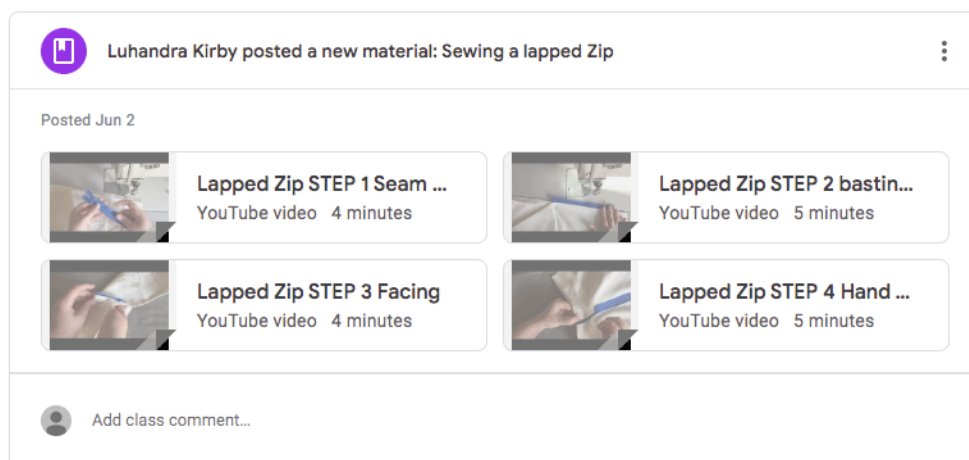 Luhandra Kirby posted a new material: Sewing a lapped Zip
Posted Jun 2
Lapped Zip STEP 1 Seam ...
YouTube video 4 minutes
Lapped Zip STEP 2 bastin...
YouTube video 5 minutes
Lapped Zip STEP 3 Facing
YouTube video 4 minutes
Lapped Zip STEP 4 Hand ...
YouTube video 5 minutes
Add class comment...